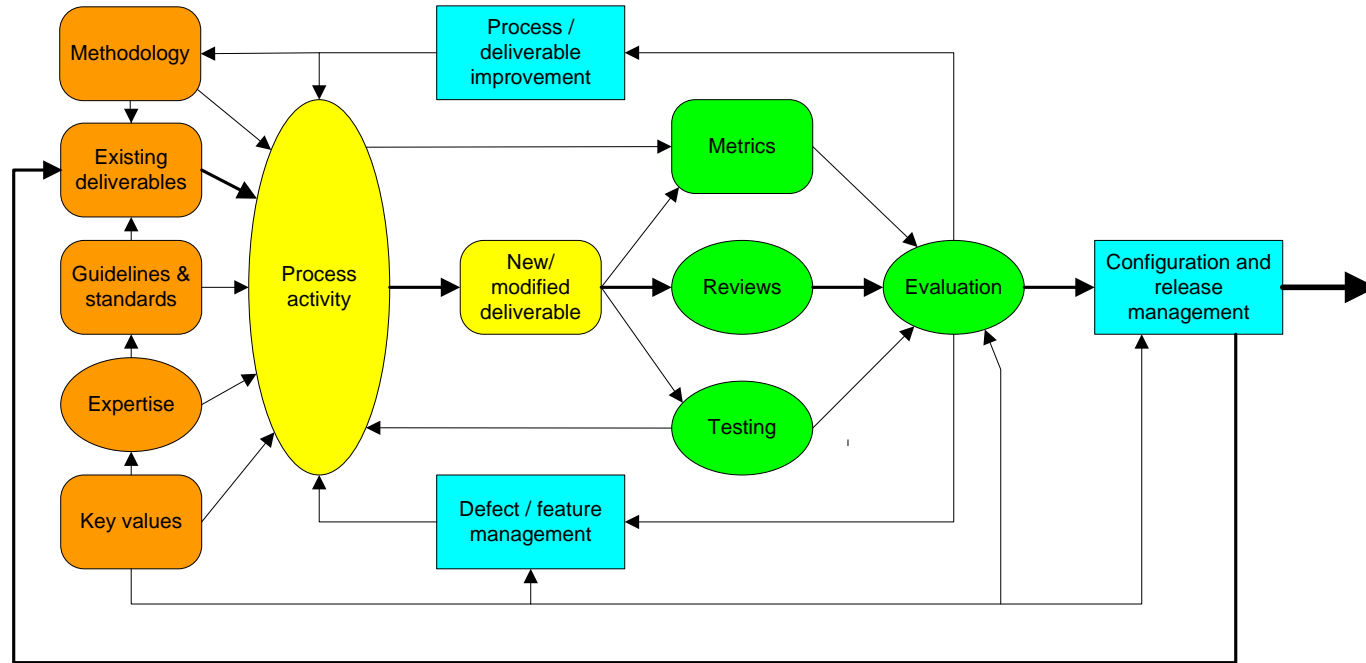 Methodology
Process /
deliverable
improvement
Existing
deliverables
Metrics
Guidelines &
standards
Process
activity
New/
modified
deliverable
Reviews
Evaluation
Configuration and
release
management
Expertise
Testing
Key values
Defect / feature
management